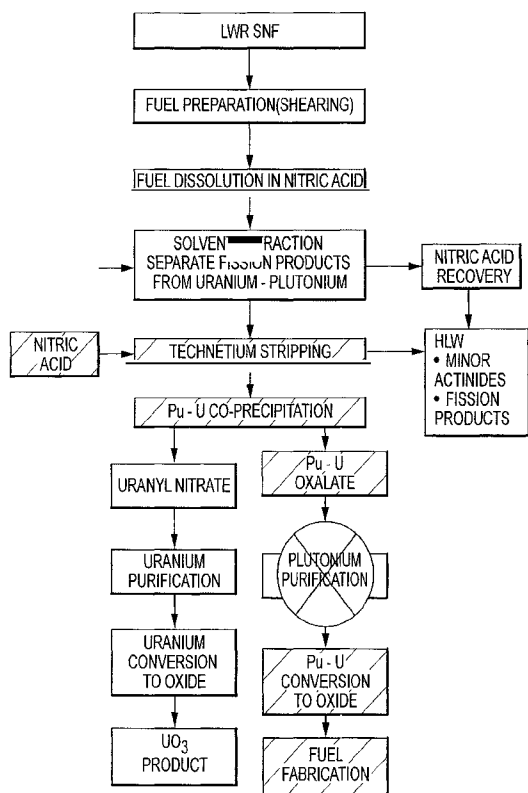 LWR SNF
FUEL PREPARATION(SHEARING)
FUEL DISSOLUTION IN NITRIC ACID
SOLVEN RACTION
SEPARATE FISSION PRODUCTS
FROM URANIUM - PLUTONIUM
NITRIC ACID
RECOVERY
NITRIC
ACID
TECHNETIUM STRIPPING
HLW
• MINOR
ACTINIDES
• FISSION
PRODUCTS
Pu - U CO-PRECIPITATION
URANYL NITRATE
Pu - U
OXALATE
URANIUM
PURIFICATION
PLUTONIUM
PURIFICATION
URANIUM
CONVERSION
TO OXIDE
Pu - U
CONVERSION
TO OXIDE
UO3
PRODUCT
FUEL
FABRICATION